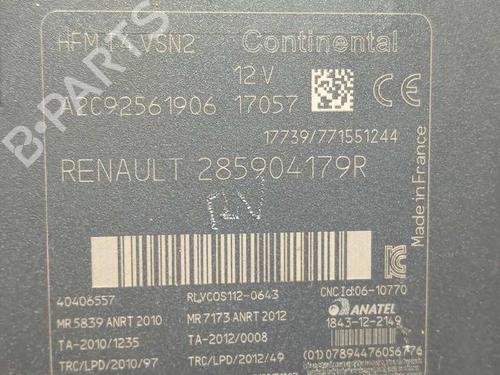 HFM 1.4 VSN2 Continental
12 V
A2C92561906 17057
CE
17739/771551244
RENAULT 285904179R
Made in France
40406557 RLVCOS112-0643 CNC Id:06-10770
MR 5839 ANRT 2010 MR 7173 ANRT 2012 ANATEL
TA-2010/1235 TA-2012/0008 1843-12-2149
TRC/LPD/2010/97 TRC/LPD/2012/49 (01) 07894476056776
B-PARTS